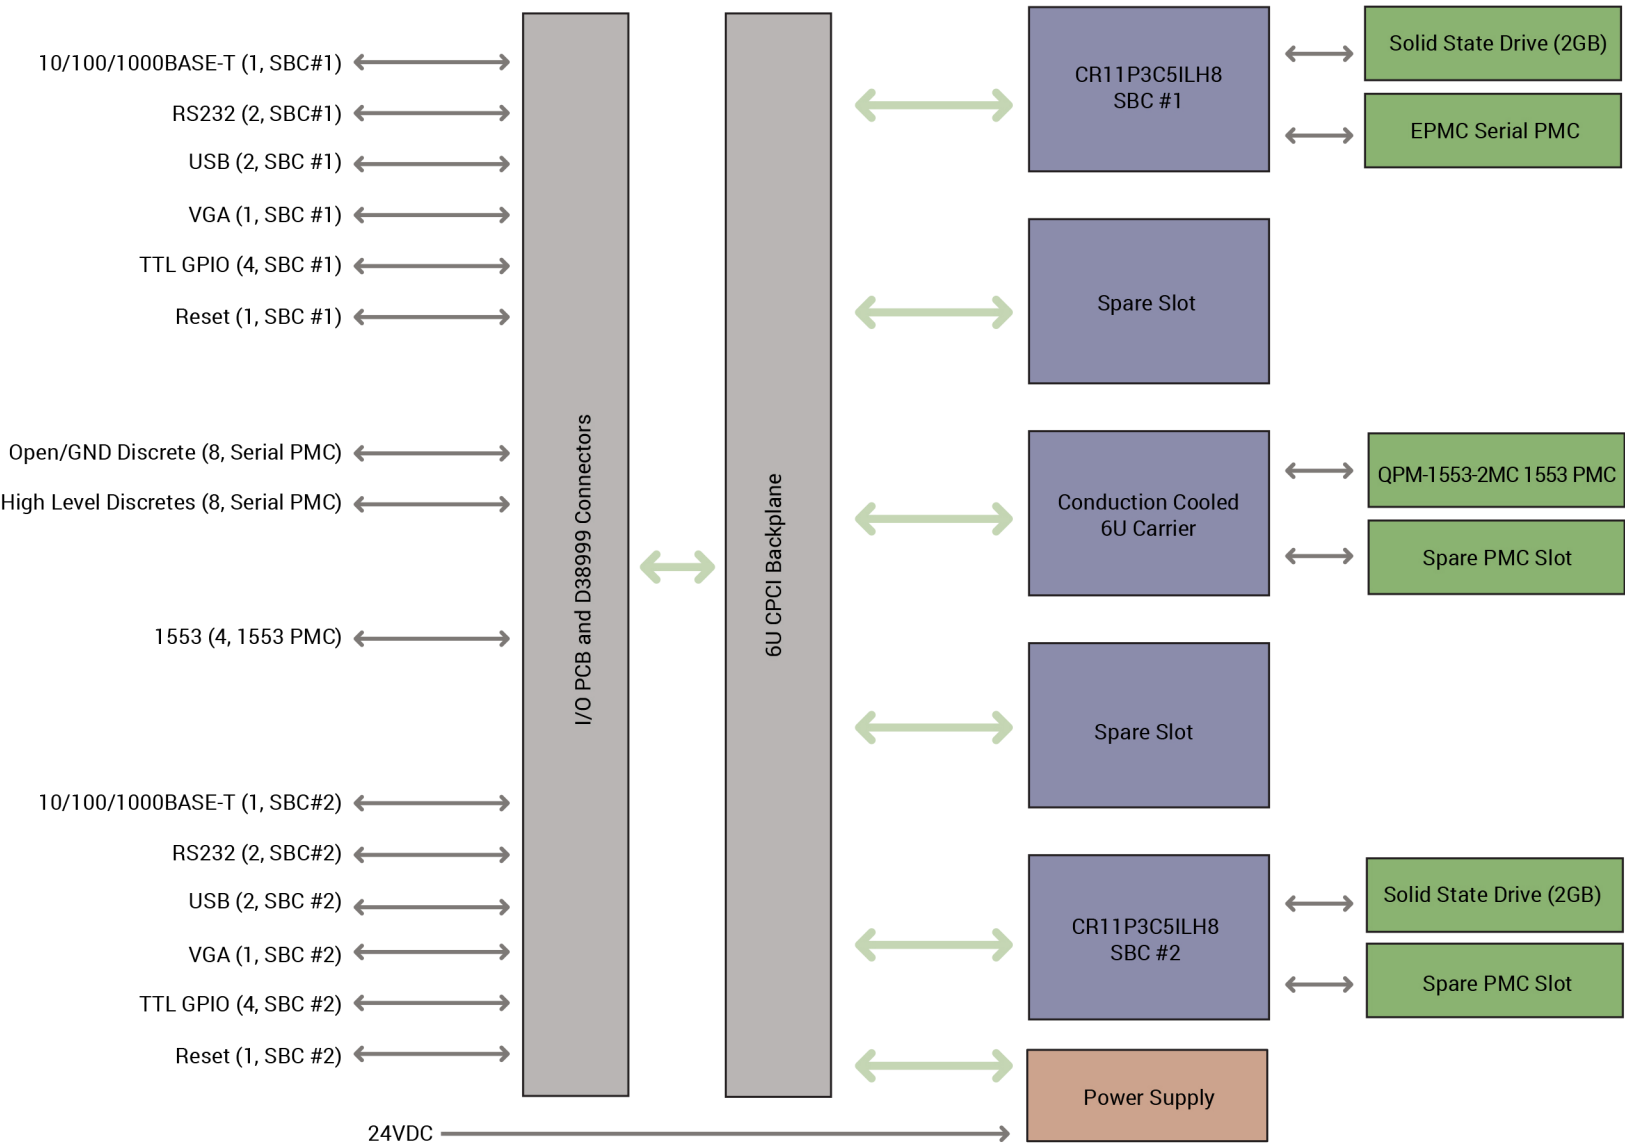 10/100/1000BASE-T (1, SBC#1)
RS232 (2, SBC#1)
USB (2, SBC #1)
VGA (1, SBC #1)
TTL GPIO (4, SBC #1)
Reset (1, SBC #1)
Open/GND Discrete (8, Serial PMC)
High Level Discretes (8, Serial PMC)
1553 (4, 1553 PMC)
10/100/1000BASE-T (1, SBC#2)
RS232 (2, SBC#2)
USB (2, SBC #2)
VGA (1, SBC #2)
TTL GPIO (4, SBC #2)
Reset (1, SBC #2)
24VDC
I/O PCB and D38999 Connectors
6U CPCI Backplane
CR11P3C5ILH8
SBC #1
Spare Slot
Conduction Cooled
6U Carrier
Spare Slot
CR11P3C5ILH8
SBC #2
Power Supply
Solid State Drive (2GB)
EPMC Serial PMC
QPM-1553-2MC 1553 PMC
Spare PMC Slot
Solid State Drive (2GB)
Spare PMC Slot